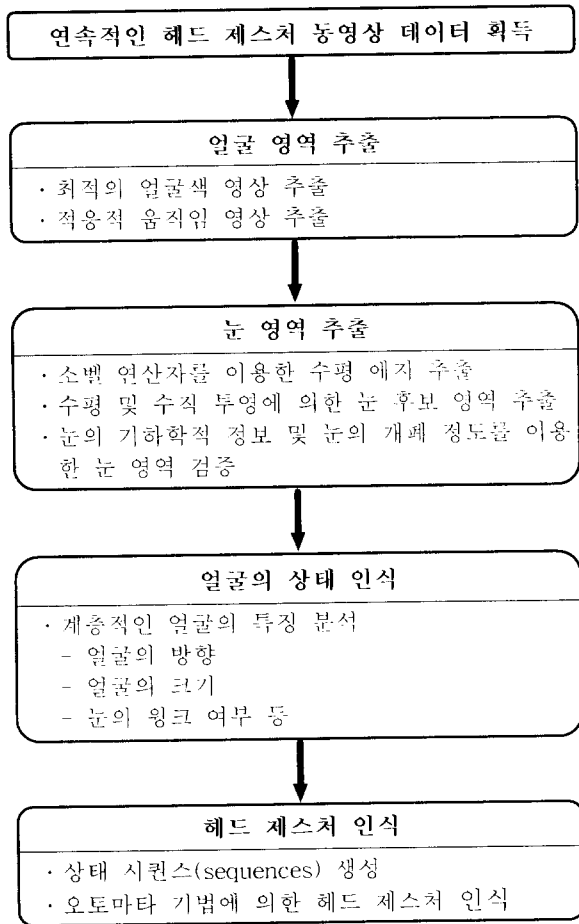 연속적인 헤드 제스처 동영상 데이터 획득
얼굴 영역 추출
· 최적의 얼굴색 영상 추출
· 적응적 움직임 영상 추출
눈 영역 추출
· 소벨 연산자를 이용한 수평 에지 추출
· 수평 및 수직 투영에 의한 눈 후보 영역 추출
· 눈의 기하학적 정보 및 눈의 개폐 정도를 이용
한 눈 영역 검증
얼굴의 상태 인식
· 계층적인 얼굴의 특징 분석
- 얼굴의 방향
- 얼굴의 크기
- 눈의 윙크 여부 등
헤드 제스처 인식
· 상태 시퀀스(sequences) 생성
· 오토마타 기법에 의한 헤드 제스처 인식